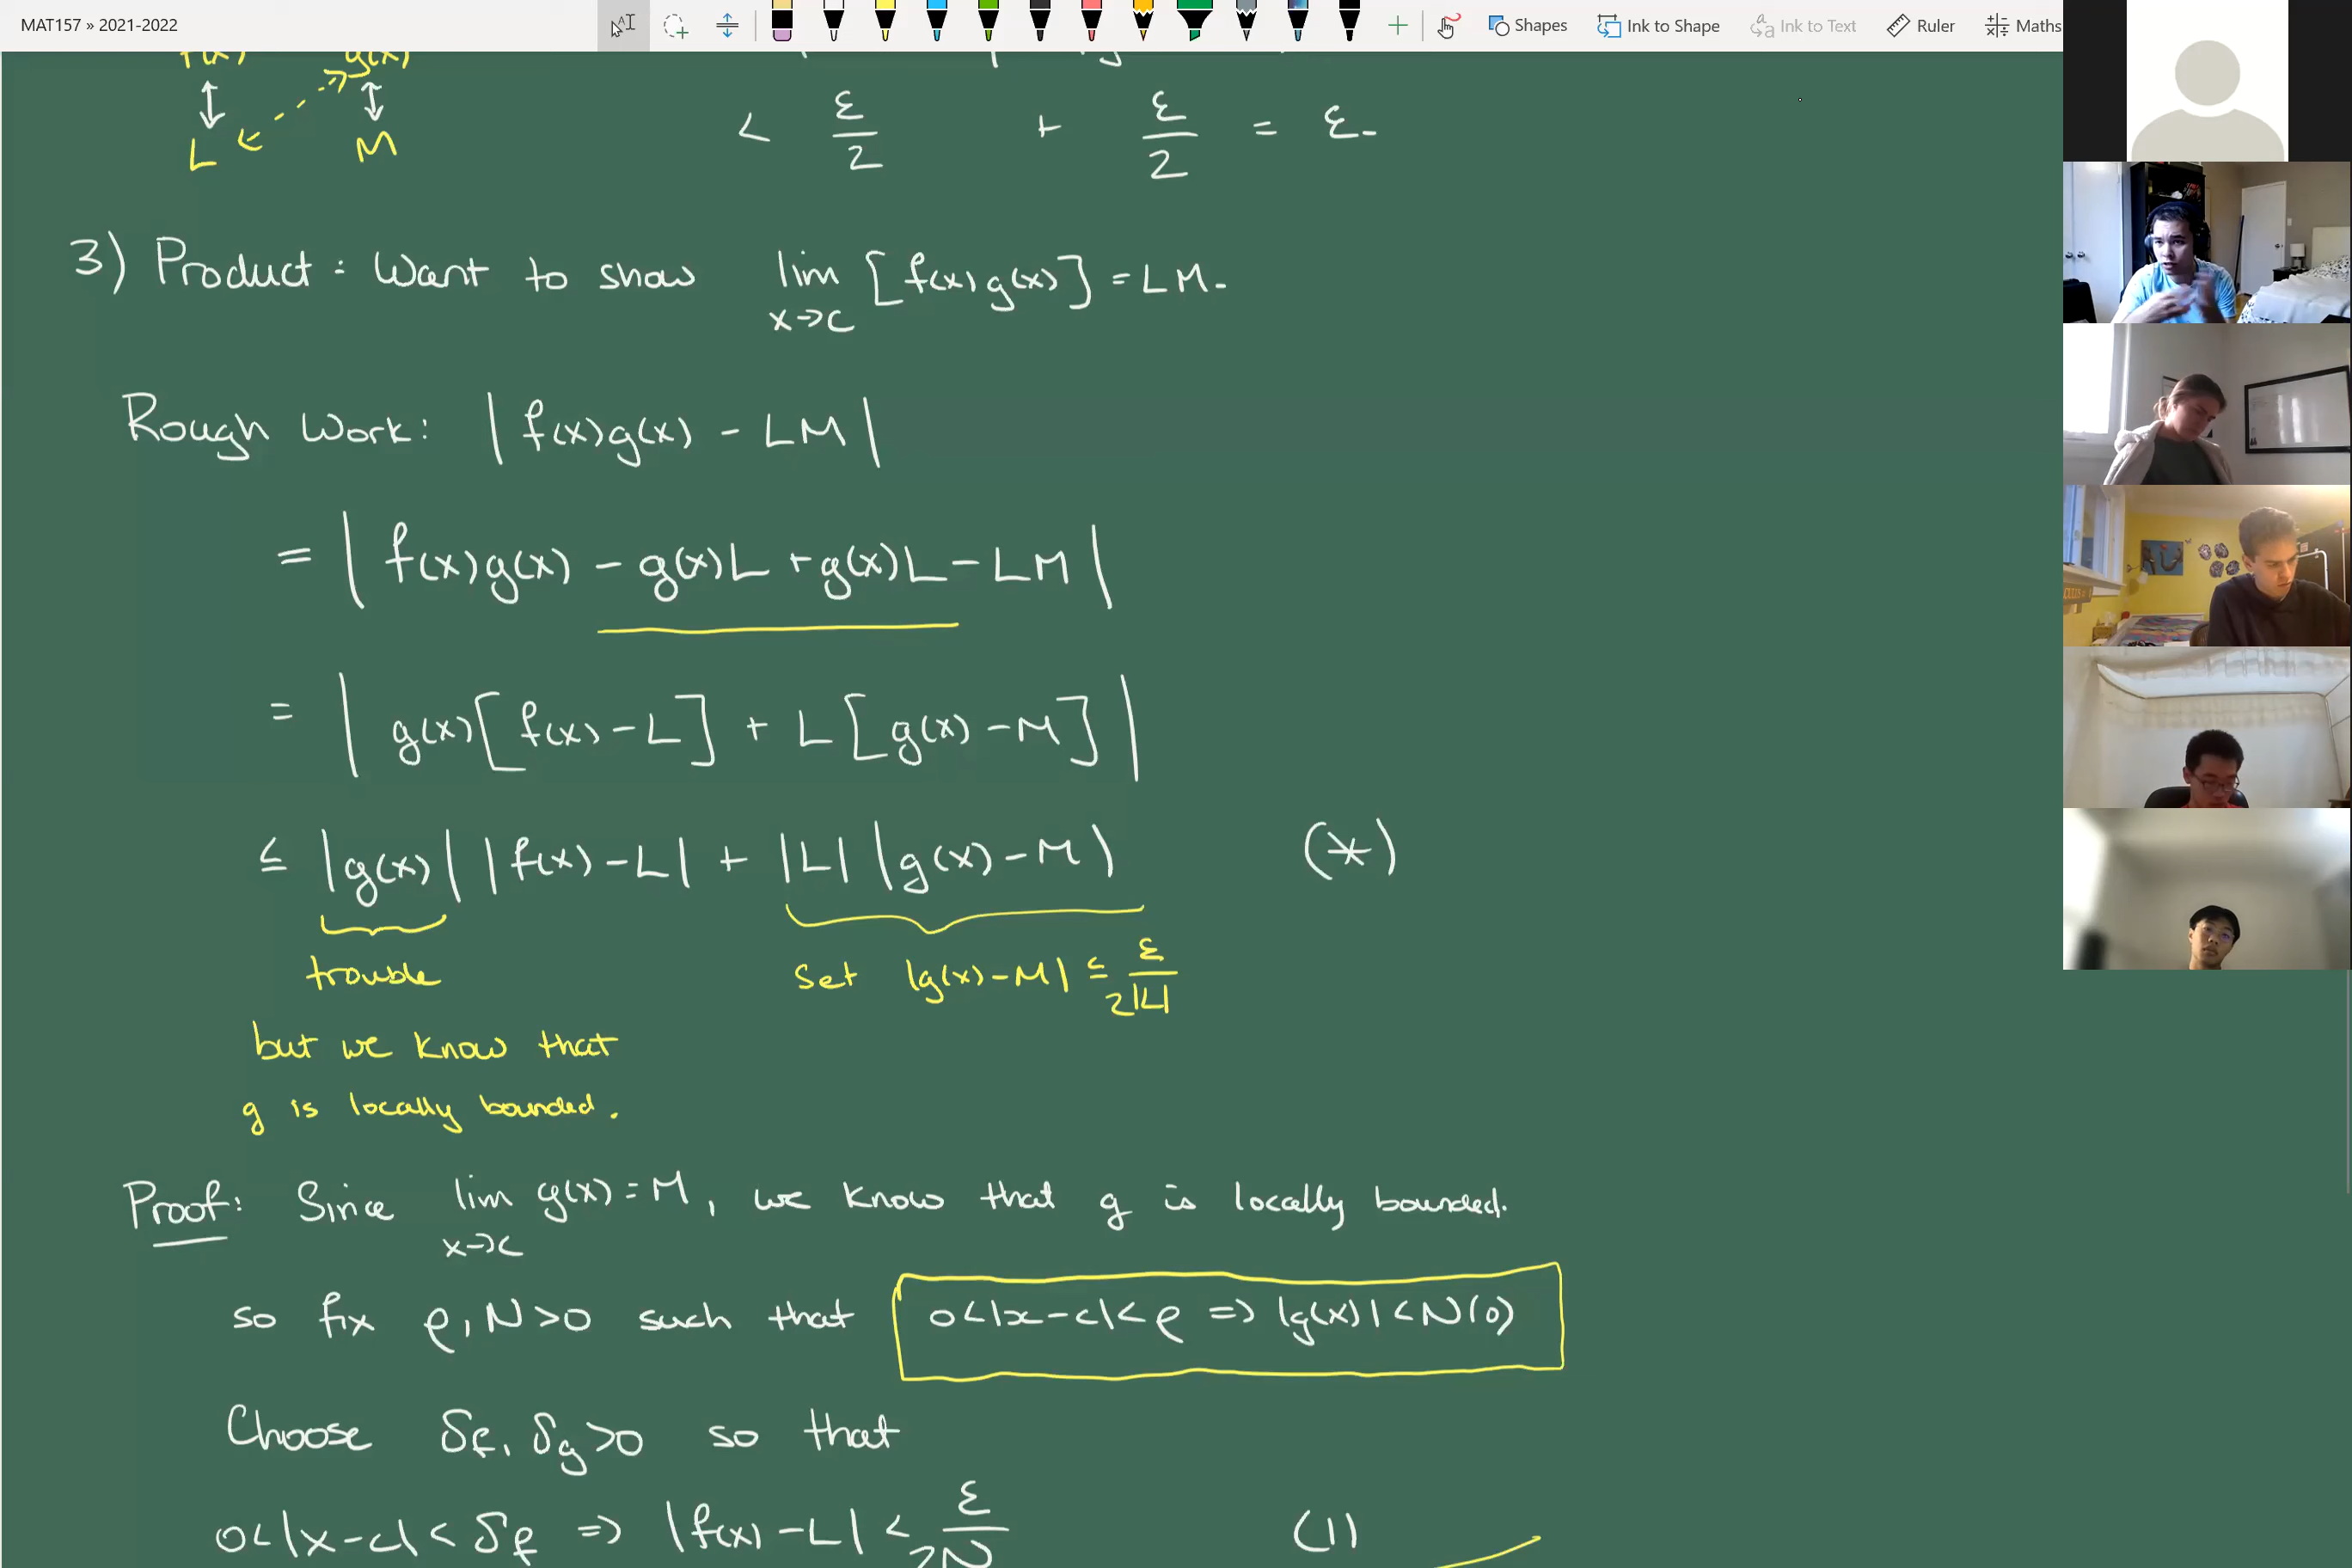 MAT157 » 2021-2022
Shapes Ink to Shape Ink to Text Ruler Maths
f(x) g(x)
L M
< ε/2 + ε/2 = ε.
3) Product: Want to show lim x→c [f(x)g(x)] = LM.
Rough Work: |f(x)g(x) - LM|
= |f(x)g(x) - g(x)L + g(x)L - LM|
= |g(x)[f(x) - L] + L[g(x) - M]|
≤ |g(x)| |f(x) - L| + |L| |g(x) - M| (*)
trouble set |g(x) - M| ≤ ε/2|L|
but we know that
g is locally bounded.
Proof: Since lim x→c g(x) = M, we know that g is locally bounded.
so fix ρ, N>0 such that 0<|x-c|<ρ => |g(x)|<N (0)
Choose δf, δg>0 so that
0<|x-c|<δf => |f(x) - L| < ε/2N (1)